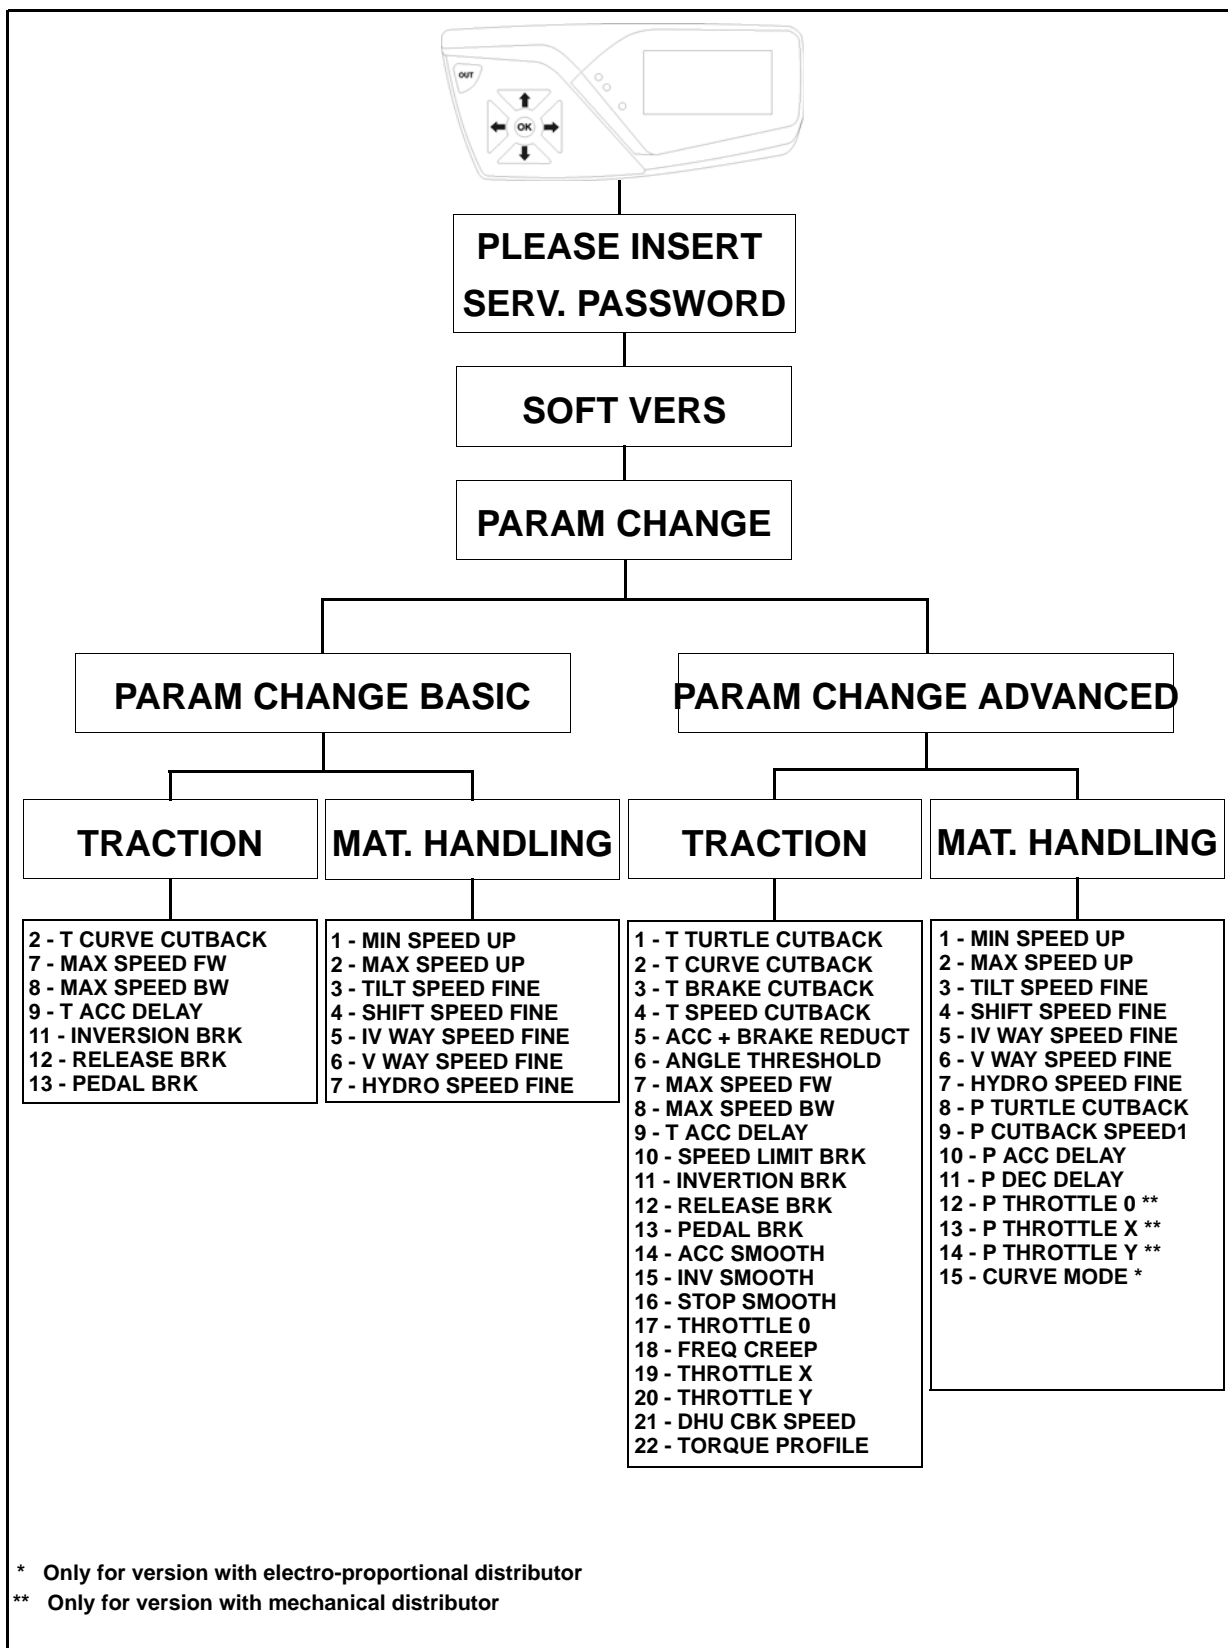 OUT
OK
PLEASE INSERT
SERV. PASSWORD
SOFT VERS
PARAM CHANGE
PARAM CHANGE BASIC
PARAM CHANGE ADVANCED
TRACTION
MAT. HANDLING
TRACTION
MAT. HANDLING
2 - T CURVE CUTBACK
7 - MAX SPEED FW
8 - MAX SPEED BW
9 - T ACC DELAY
11 - INVERSION BRK
12 - RELEASE BRK
13 - PEDAL BRK
1 - MIN SPEED UP
2 - MAX SPEED UP
3 - TILT SPEED FINE
4 - SHIFT SPEED FINE
5 - IV WAY SPEED FINE
6 - V WAY SPEED FINE
7 - HYDRO SPEED FINE
1 - T TURTLE CUTBACK
2 - T CURVE CUTBACK
3 - T BRAKE CUTBACK
4 - T SPEED CUTBACK
5 - ACC + BRAKE REDUCT
6 - ANGLE THRESHOLD
7 - MAX SPEED FW
8 - MAX SPEED BW
9 - T ACC DELAY
10 - SPEED LIMIT BRK
11 - INVERTION BRK
12 - RELEASE BRK
13 - PEDAL BRK
14 - ACC SMOOTH
15 - INV SMOOTH
16 - STOP SMOOTH
17 - THROTTLE 0
18 - FREQ CREEP
19 - THROTTLE X
20 - THROTTLE Y
21 - DHU CBK SPEED
22 - TORQUE PROFILE
1 - MIN SPEED UP
2 - MAX SPEED UP
3 - TILT SPEED FINE
4 - SHIFT SPEED FINE
5 - IV WAY SPEED FINE
6 - V WAY SPEED FINE
7 - HYDRO SPEED FINE
8 - P TURTLE CUTBACK
9 - P CUTBACK SPEED1
10 - P ACC DELAY
11 - P DEC DELAY
12 - P THROTTLE 0 **
13 - P THROTTLE X **
14 - P THROTTLE Y **
15 - CURVE MODE *
* Only for version with electro-proportional distributor
** Only for version with mechanical distributor